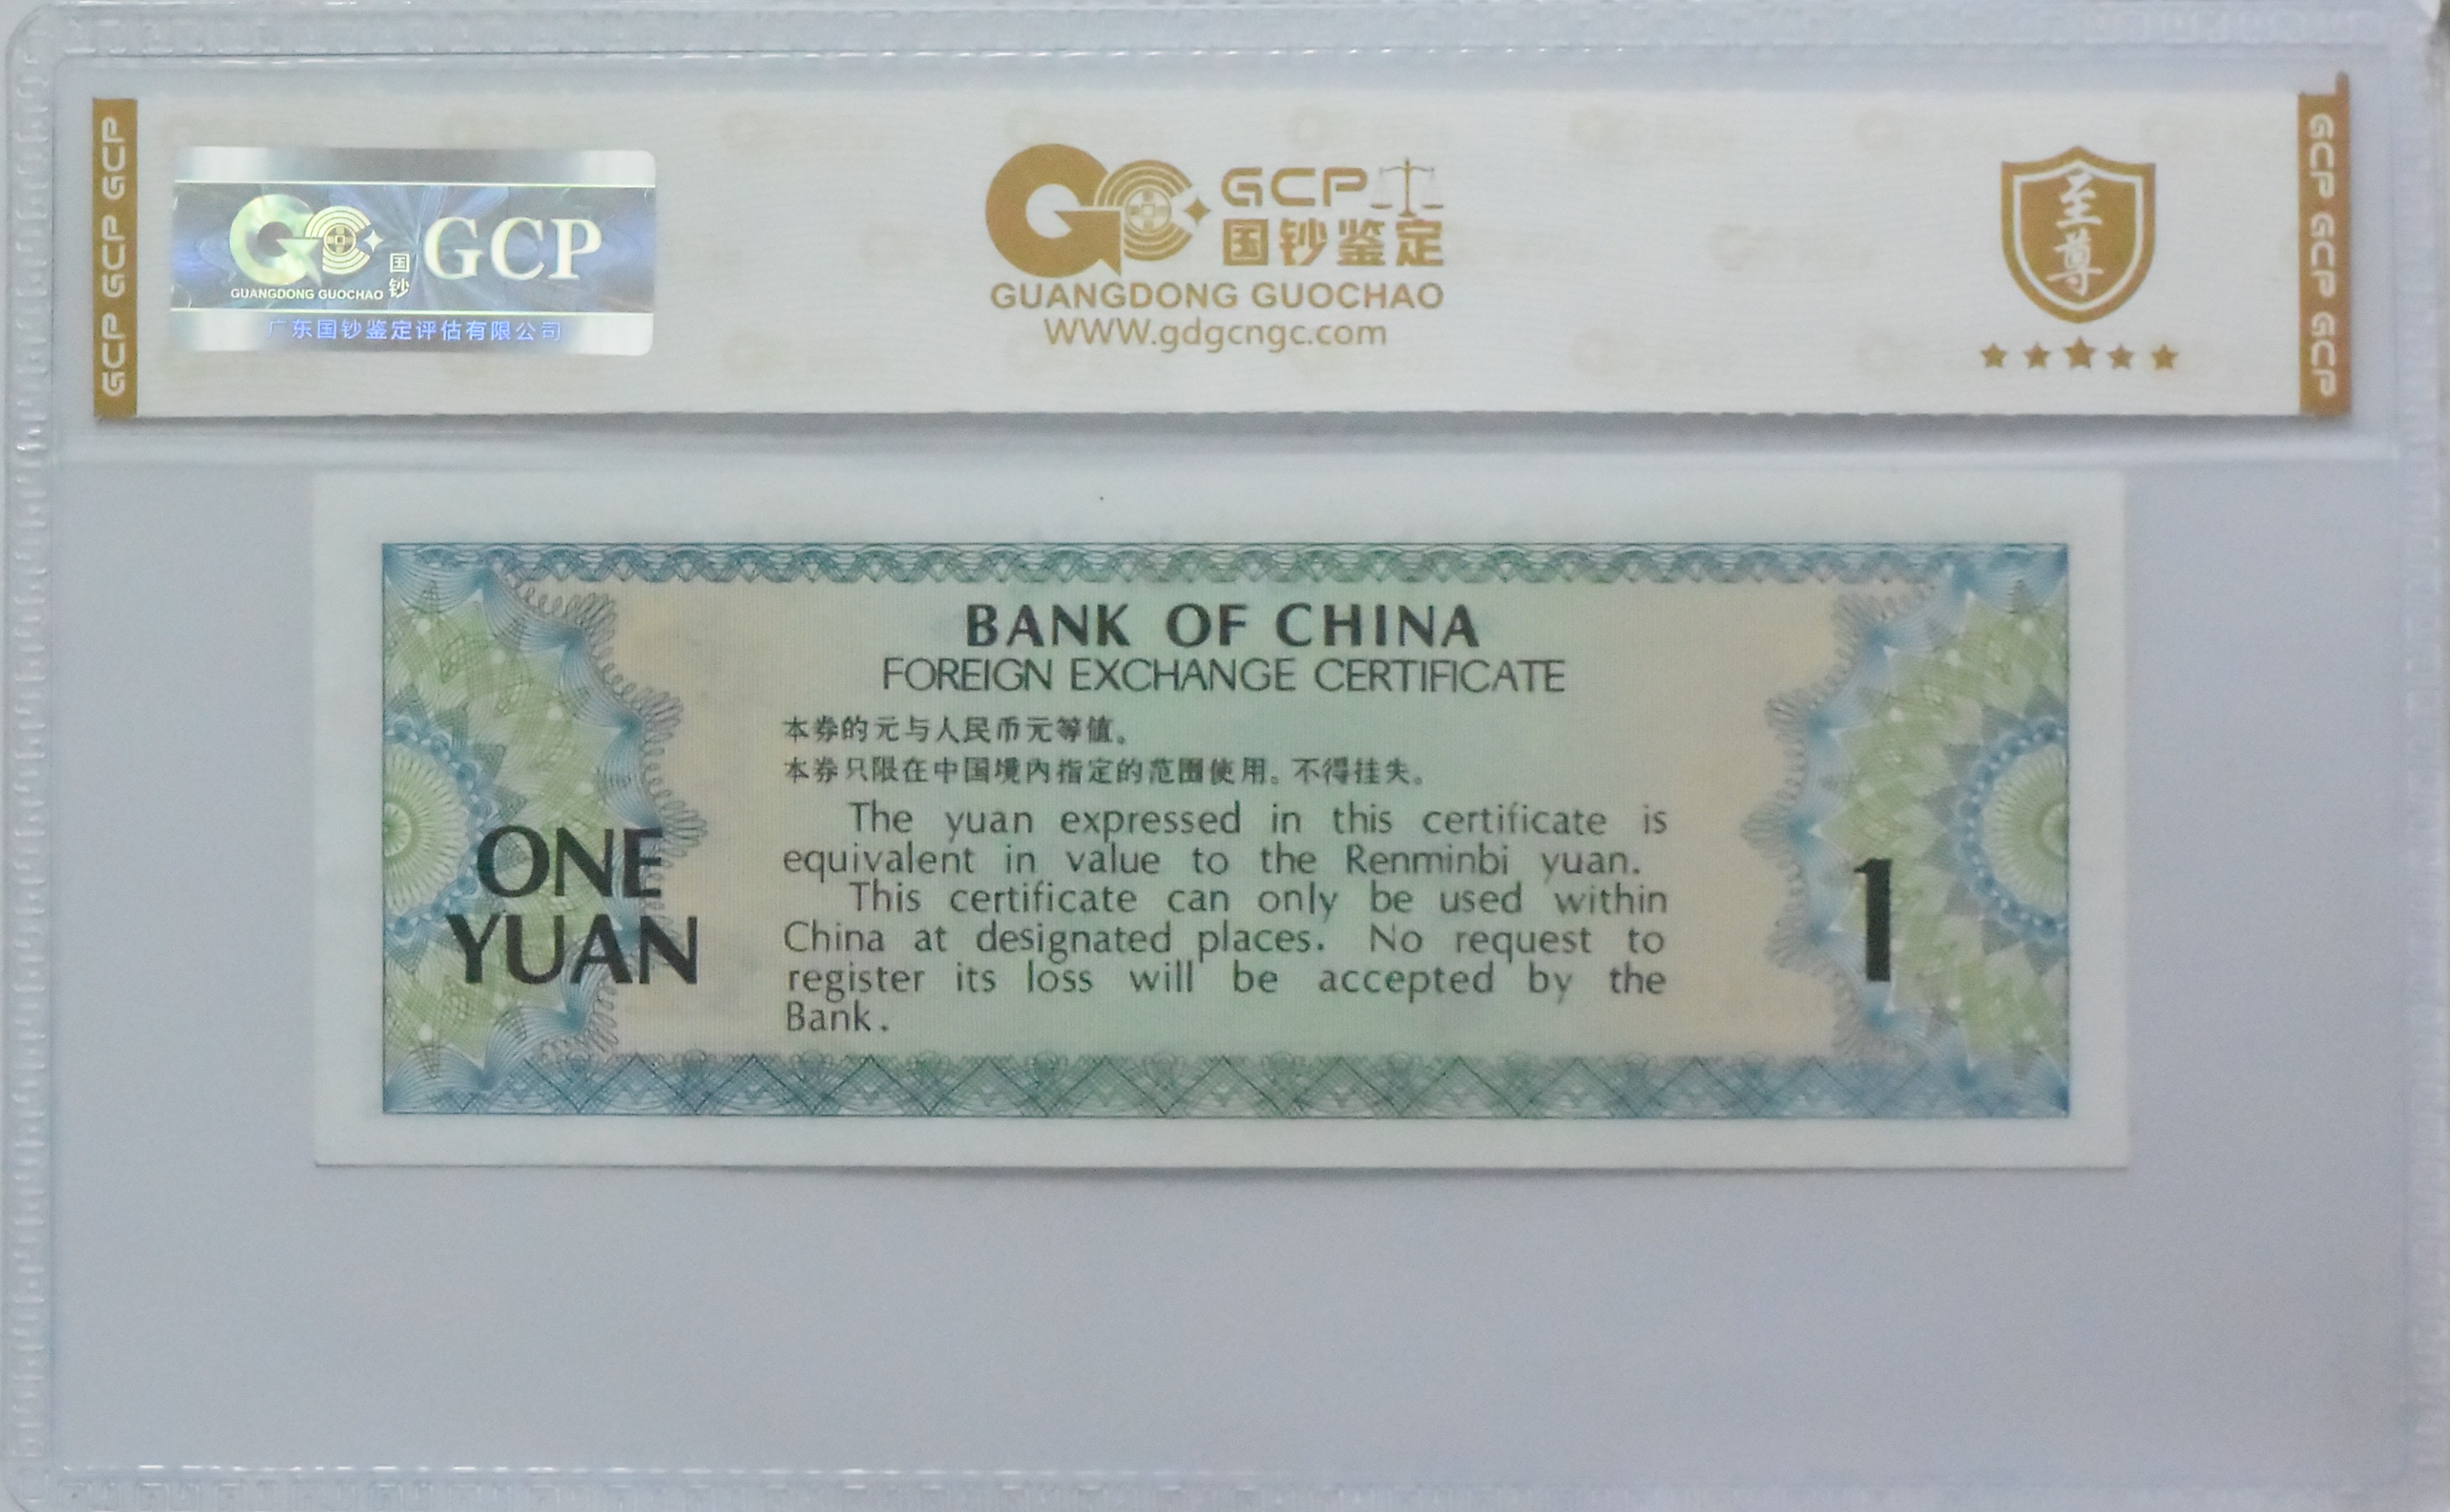 GCP GCP GCP
GC 国钞 GCP
GUANGDONG GUOCHAO
广东国钞鉴定评估有限公司
GC GCP
国钞鉴定
GUANGDONG GUOCHAO
WWW.gdgcngc.com
至尊
GCP GCP GCP
BANK OF CHINA
FOREIGN EXCHANGE CERTIFICATE
本券的元与人民币元等值。
本券只限在中国境内指定的范围使用。不得挂失。
The yuan expressed in this certificate is
equivalent in value to the Renminbi yuan.
This certificate can only be used within
China at designated places. No request to
register its loss will be accepted by the
Bank.
ONE
YUAN
1